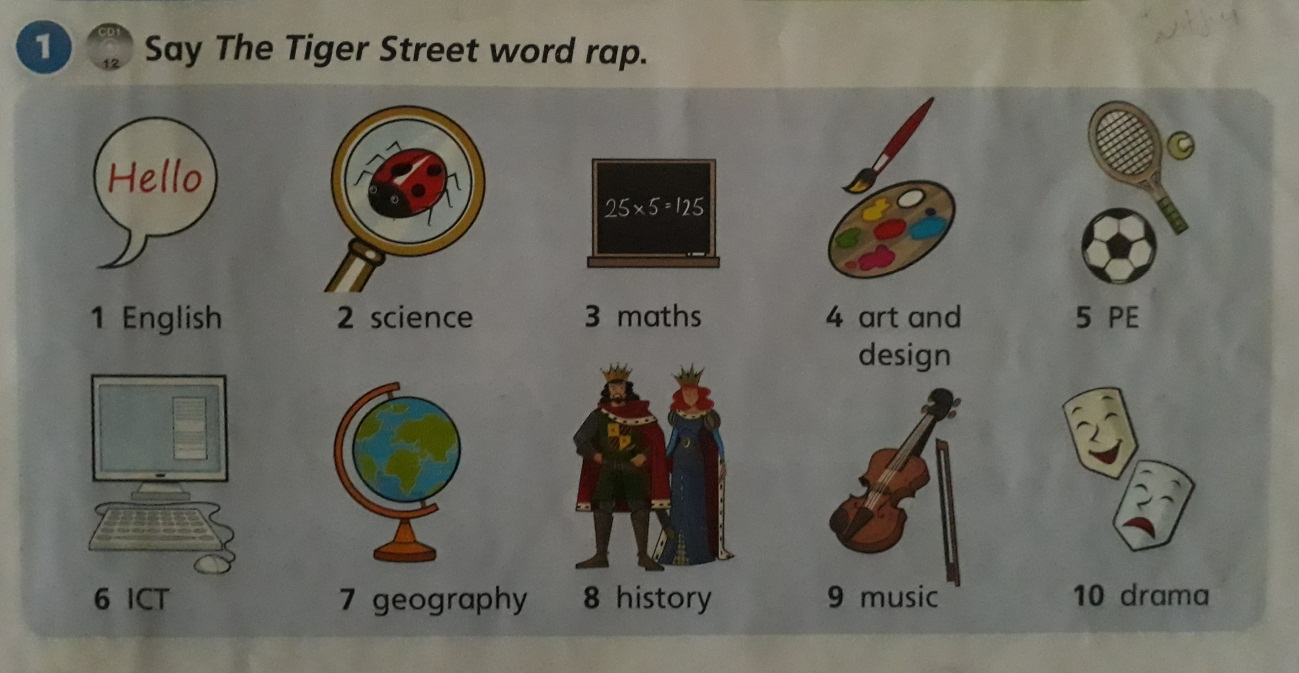 1 CD1 12 Say The Tiger Street word rap.
Hello
25×5=125
1 English 2 science 3 maths 4 art and design 5 PE
6 ICT 7 geography 8 history 9 music 10 drama